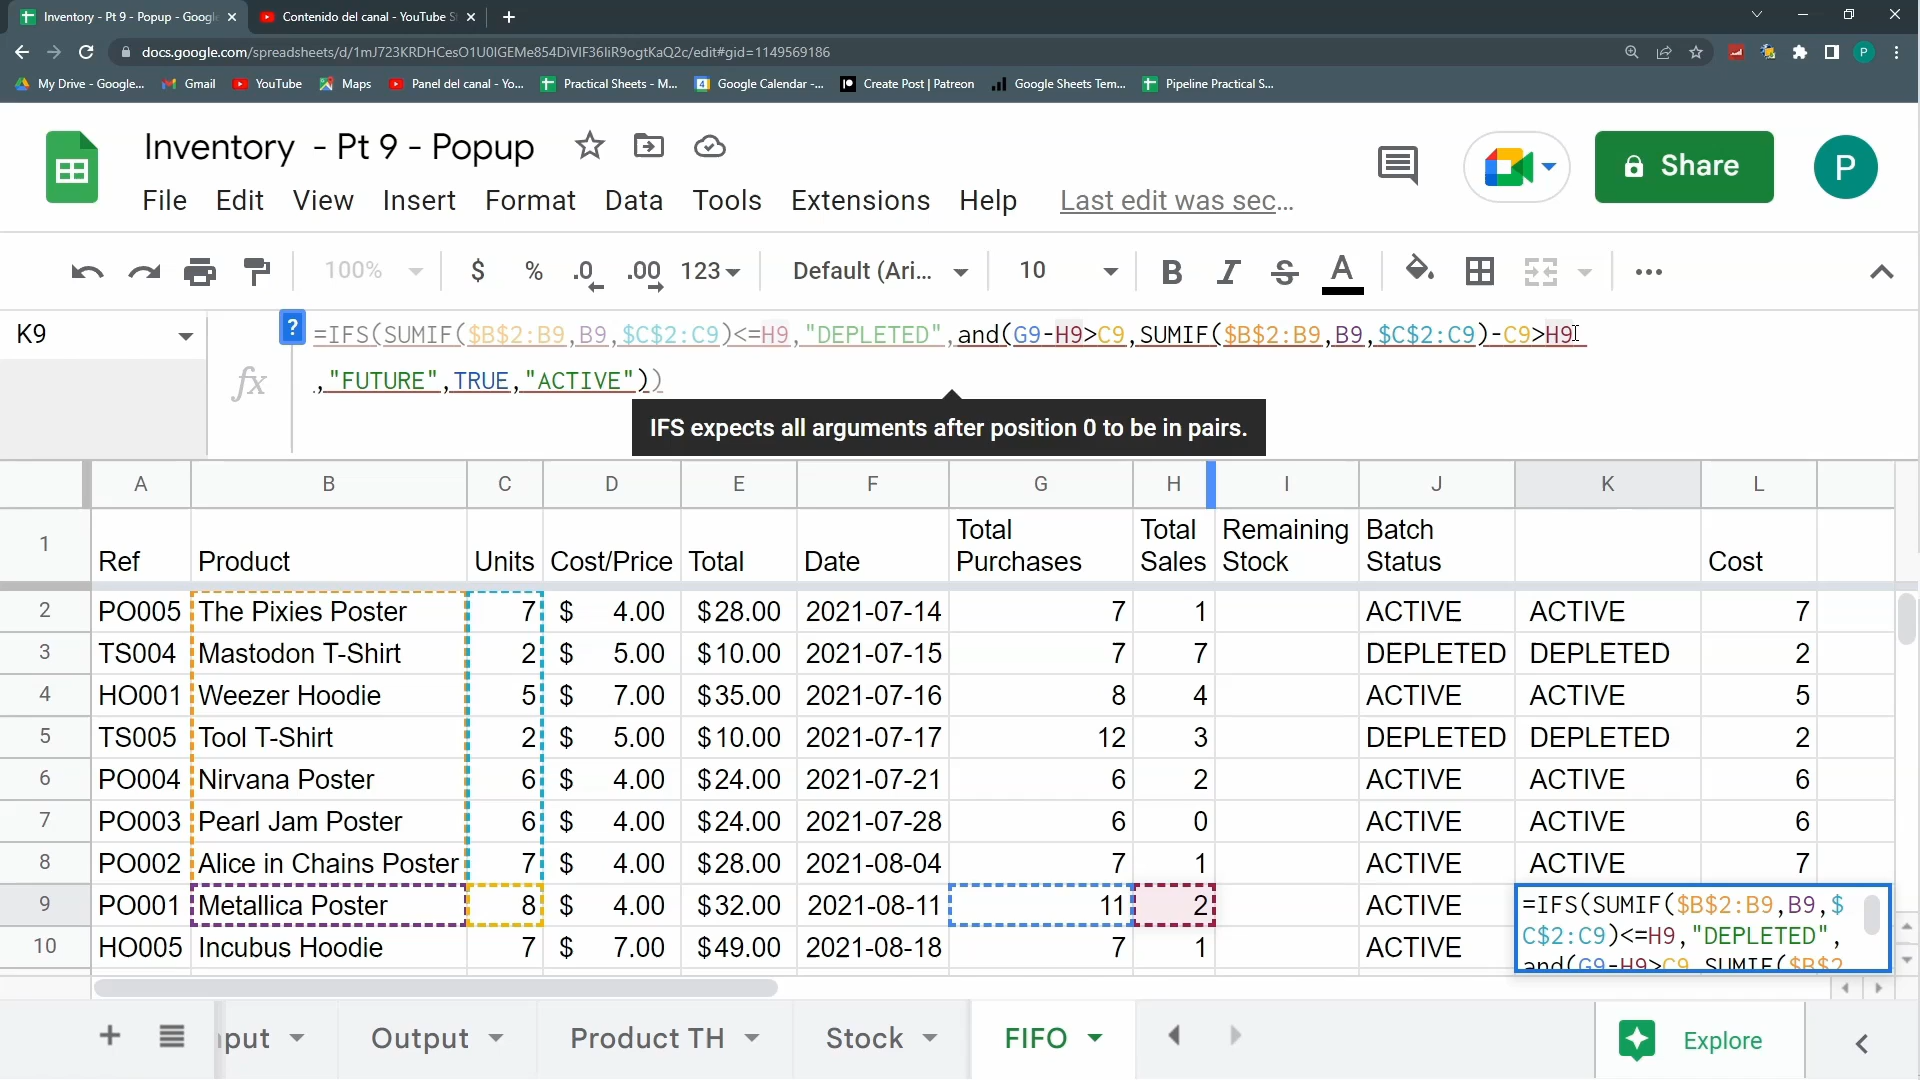 Inventory - Pt 9 - Popup - Google
Contenido del canal - YouTube S
docs.google.com/spreadsheets/d/1mJ723KRDHCesO1U0lGEMe854DiVIF36IiR9ogtKaQ2c/edit#gid=1149569186
P
My Drive - Google... Gmail YouTube Maps Panel del canal - Yo... Practical Sheets - M... Google Calendar -... Create Post | Patreon Google Sheets Tem... Pipeline Practical S...
Inventory - Pt 9 - Popup
Share
P
File Edit View Insert Format Data Tools Extensions Help Last edit was sec...
100% $ % .0 .00 123 Default (Ari... 10 B I S A
K9
? =IFS(SUMIF($B$2:B9,B9,$C$2:C9)<=H9,"DEPLETED",and(G9-H9>C9,SUMIF($B$2:B9,B9,$C$2:C9)-C9>H9
fx ,"FUTURE",TRUE,"ACTIVE"))
IFS expects all arguments after position 0 to be in pairs.
A B C D E F G H I J K L
1 Ref Product Units Cost/Price Total Date Total Purchases Total Sales Remaining Stock Batch Status Cost
2 PO005 The Pixies Poster 7 $ 4.00 $28.00 2021-07-14 7 1 ACTIVE ACTIVE 7
3 TS004 Mastodon T-Shirt 2 $ 5.00 $10.00 2021-07-15 7 7 DEPLETED DEPLETED 2
4 HO001 Weezer Hoodie 5 $ 7.00 $35.00 2021-07-16 8 4 ACTIVE ACTIVE 5
5 TS005 Tool T-Shirt 2 $ 5.00 $10.00 2021-07-17 12 3 DEPLETED DEPLETED 2
6 PO004 Nirvana Poster 6 $ 4.00 $24.00 2021-07-21 6 2 ACTIVE ACTIVE 6
7 PO003 Pearl Jam Poster 6 $ 4.00 $24.00 2021-07-28 6 0 ACTIVE ACTIVE 6
8 PO002 Alice in Chains Poster 7 $ 4.00 $28.00 2021-08-04 7 1 ACTIVE ACTIVE 7
9 PO001 Metallica Poster 8 $ 4.00 $32.00 2021-08-11 11 2 ACTIVE =IFS(SUMIF($B$2:B9,B9,$
C$2:C9)<=H9,"DEPLETED",
and(G9-H9>C9,SUMIF($B$2
10 HO005 Incubus Hoodie 7 $ 7.00 $49.00 2021-08-18 7 1 ACTIVE
put Output Product TH Stock FIFO Explore